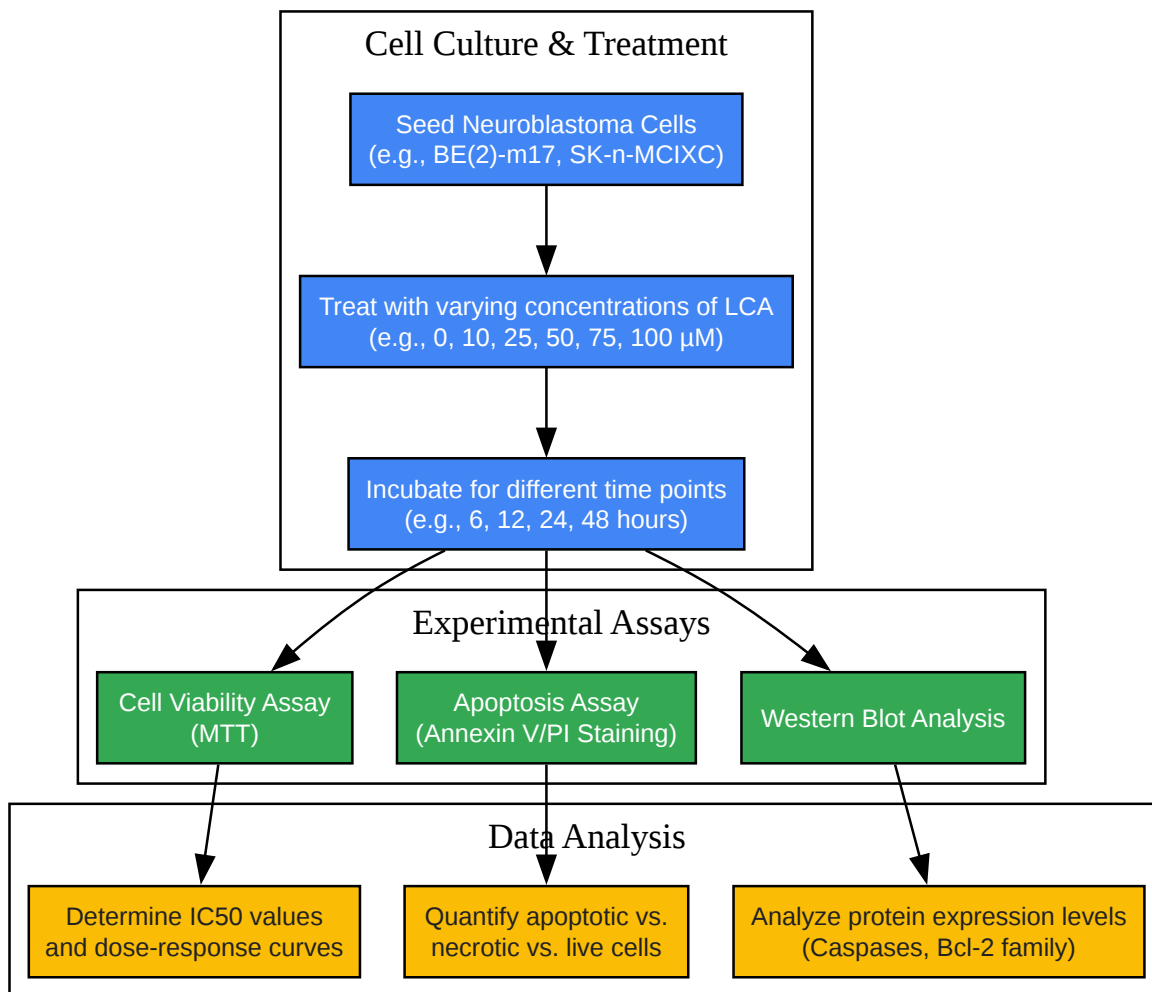 Cell Culture & Treatment
Seed Neuroblastoma Cells
(e.g., BE(2)-m17, SK-n-MCIXC)
Treat with varying concentrations of LCA
(e.g., 0, 10, 25, 50, 75, 100 µM)
Incubate for different time points
(e.g., 6, 12, 24, 48 hours)
Experimental Assays
Cell Viability Assay
(MTT)
Apoptosis Assay
(Annexin V/PI Staining)
Western Blot Analysis
Data Analysis
Determine IC50 values
and dose-response curves
Quantify apoptotic vs.
necrotic vs. live cells
Analyze protein expression levels
(Caspases, Bcl-2 family)